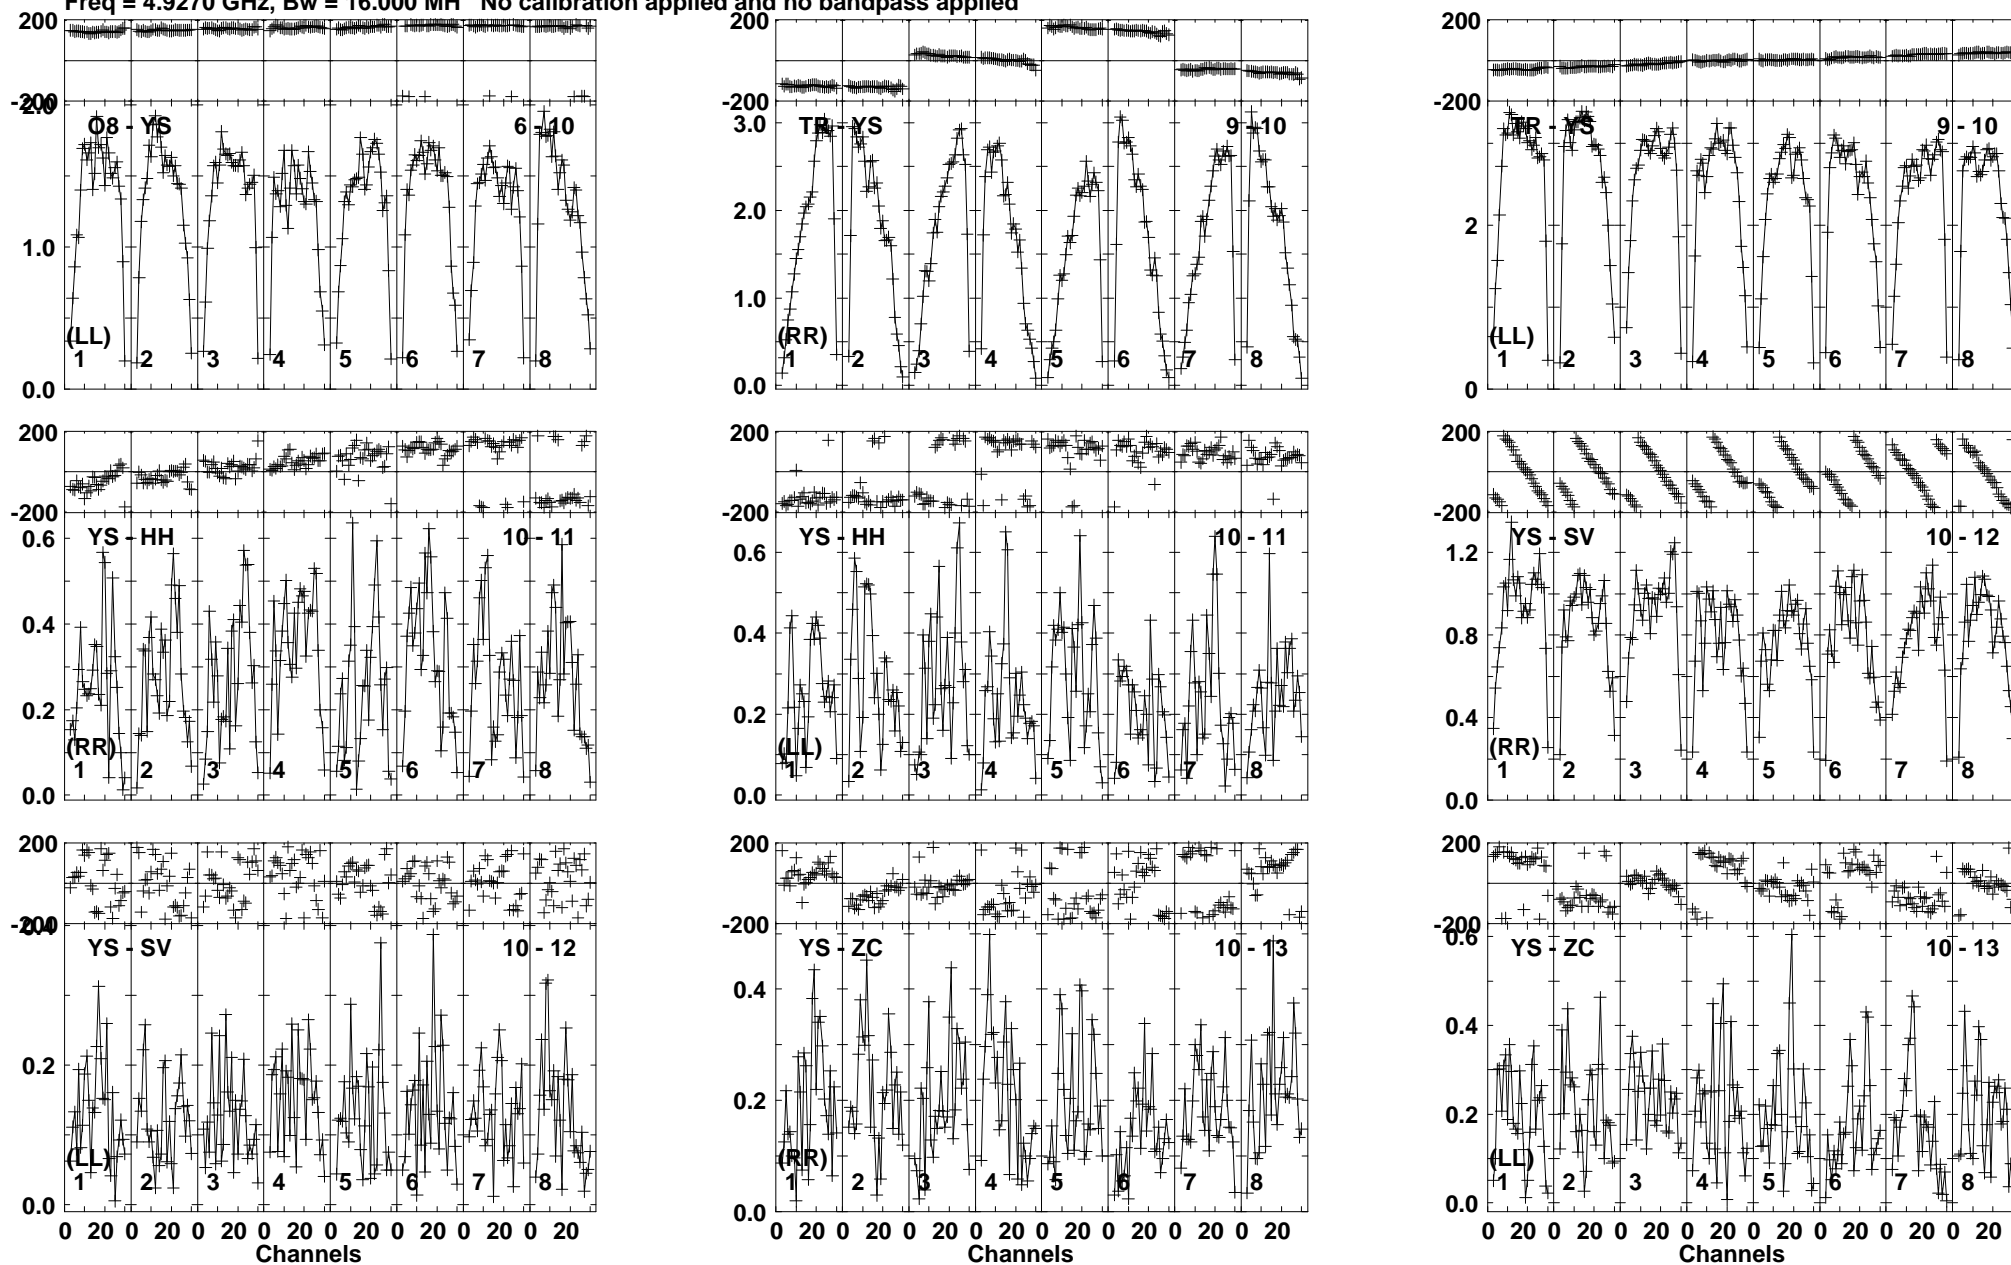 Freq = 4.9270 GHz, Bw = 16.000 MH No calibration applied and no bandpass applied
200 200 200
-200 -200 -200
2.0 O8 - YS 6 - 10 3.0 TR - YS 9 - 10 TR - YS 9 - 10
2.0 2
1.0 1.0
(LL) (RR) (LL)
1 2 3 4 5 6 7 8 1 2 3 4 5 6 7 8 1 2 3 4 5 6 7 8
0.0 0.0 0
200 200 200
-200 -200 -200
0.6 YS - HH 10 - 11 0.6 YS - HH 10 - 11 1.2 YS - SV 10 - 12
0.4 0.4 0.8
0.2 0.2 0.4
(RR) (LL) (RR)
1 2 3 4 5 6 7 8 1 2 3 4 5 6 7 8 1 2 3 4 5 6 7 8
0.0 0.0 0.0
200 200 200
-200 -200 -200
0.4 YS - SV 10 - 12 YS - ZC 10 - 13 0.6 YS - ZC 10 - 13
0.4 0.4
0.2 0.2 0.2
(LL) (RR) (LL)
1 2 3 4 5 6 7 8 1 2 3 4 5 6 7 8 1 2 3 4 5 6 7 8
0.0 0.0 0.0
0 20 0 20 0 20 0 20 0 20 0 20 0 20 0 20 0 20 0 20 0 20 0 20 0 20 0 20 0 20 0 20 0 20 0 20 0 20 0 20 0 20 0 20 0 20 0 20
Channels Channels Channels